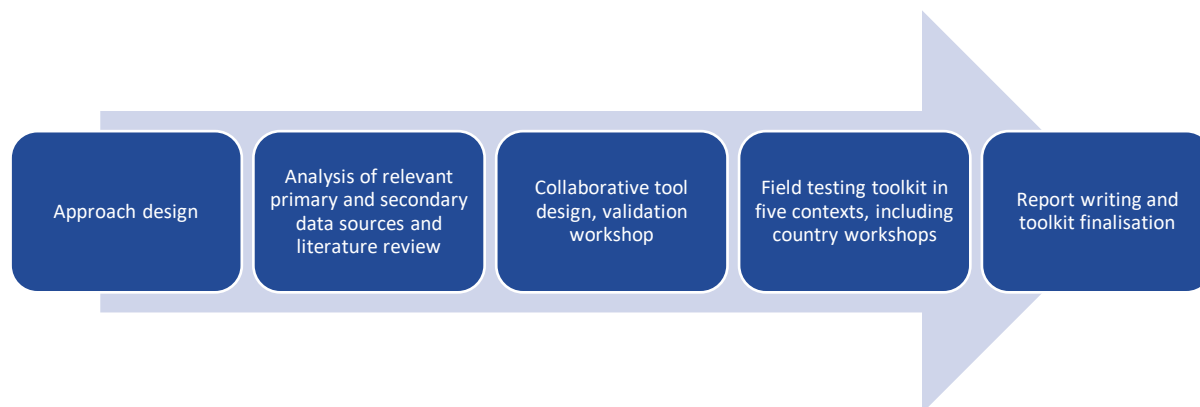 Approach design
Analysis of relevant
primary and secondary
data sources and
literature review
Collaborative tool
design, validation
workshop
Field testing toolkit in
five contexts, including
country workshops
Report writing and
toolkit finalisation